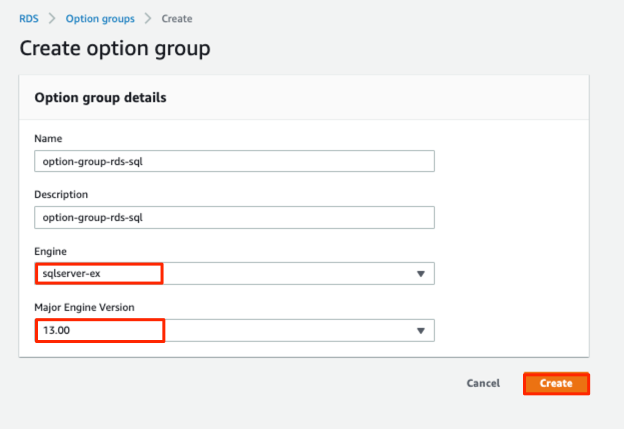 RDS > Option groups > Create
Create option group
Option group details
Name
option-group-rds-sql
Description
option-group-rds-sql
Engine
sqlserver-ex
Major Engine Version
13.00
Cancel Create